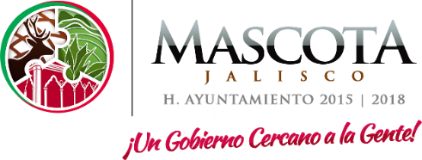 MASCOTA
JALISCO
H. AYUNTAMIENTO 2015 | 2018
¡Un Gobierno Cercano a la Gente!